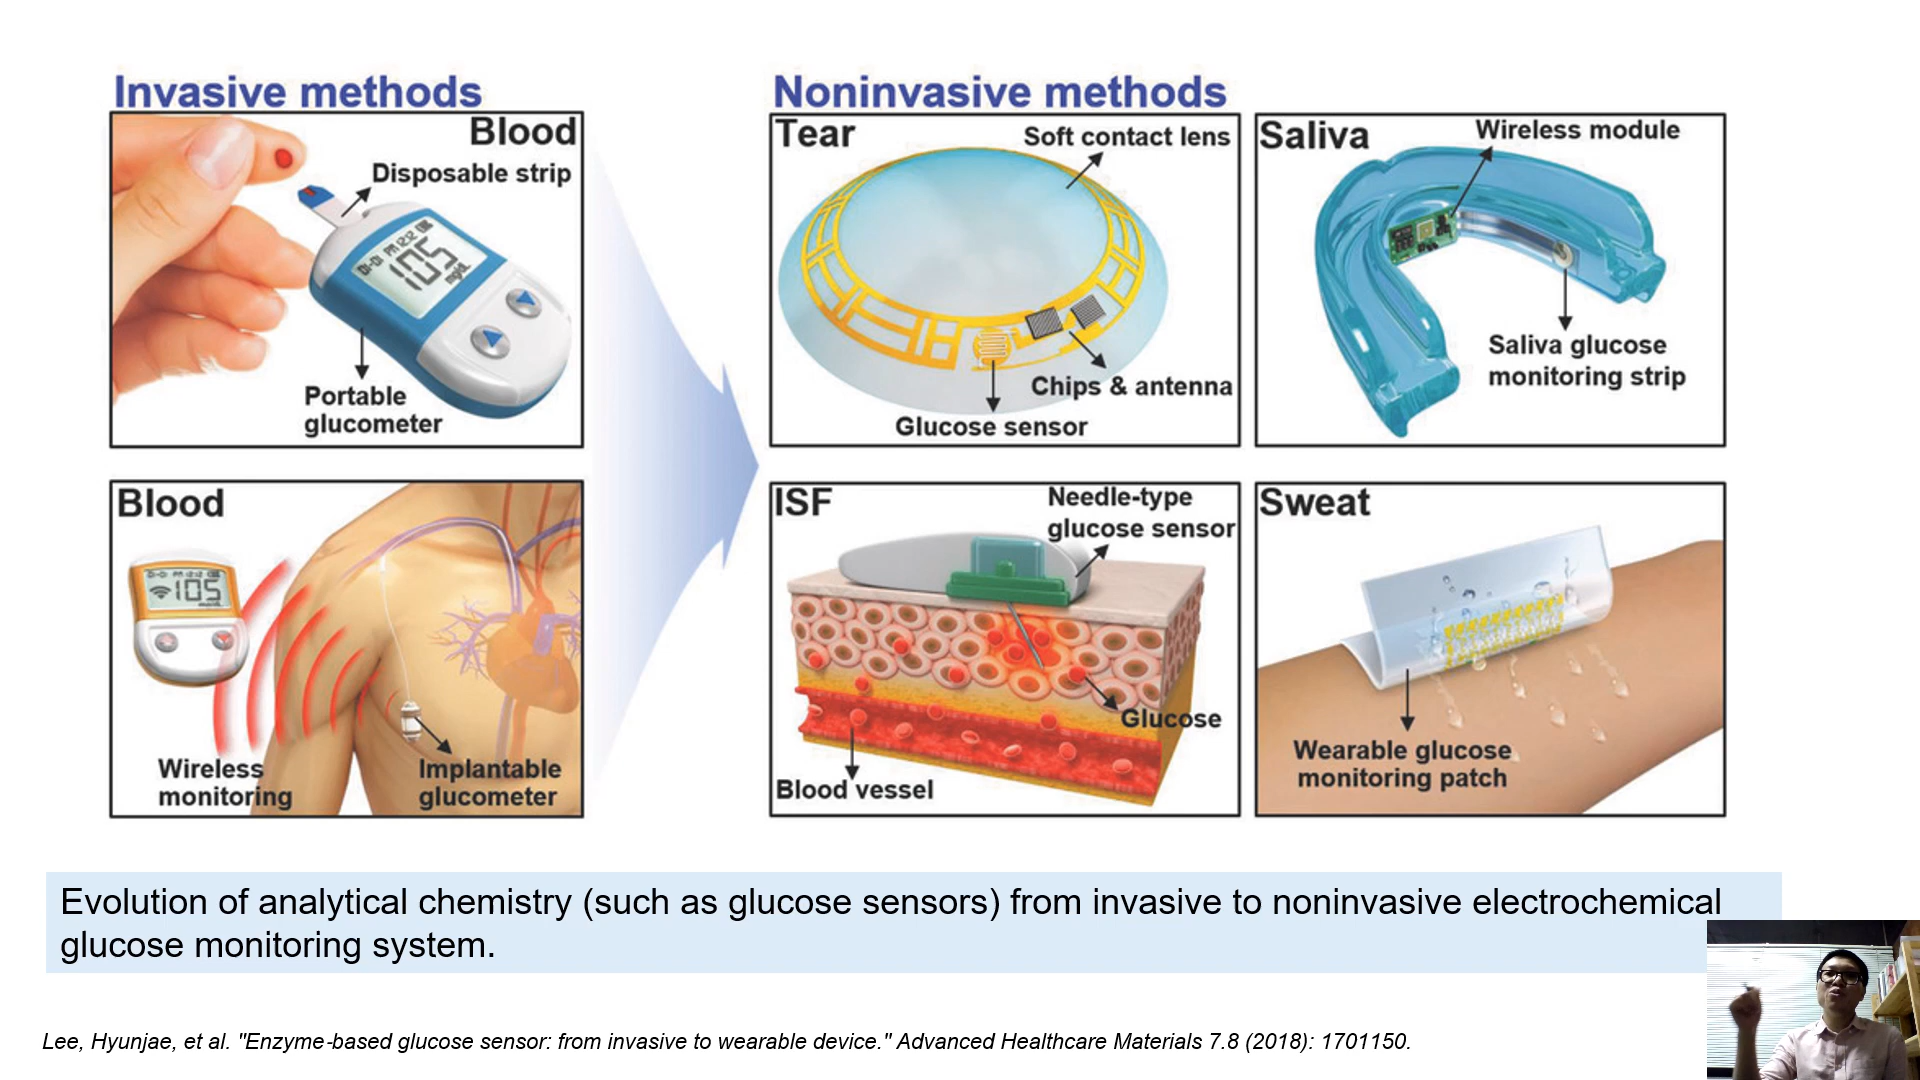 Invasive methods
Noninvasive methods
Blood
Disposable strip
105
mg/dL
Portable
glucometer
Tear
Soft contact lens
Chips & antenna
Glucose sensor
Saliva
Wireless module
Saliva glucose
monitoring strip
Blood
105
Wireless
monitoring
Implantable
glucometer
ISF
Needle-type
glucose sensor
Glucose
Blood vessel
Sweat
Wearable glucose
monitoring patch
Evolution of analytical chemistry (such as glucose sensors) from invasive to noninvasive electrochemical
glucose monitoring system.
Lee, Hyunjae, et al. "Enzyme-based glucose sensor: from invasive to wearable device." Advanced Healthcare Materials 7.8 (2018): 1701150.